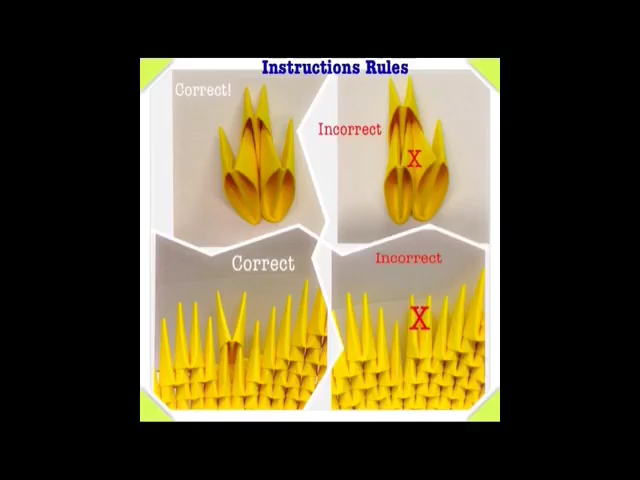 Instructions Rules
Correct!
Incorrect
X
Correct
Incorrect
X